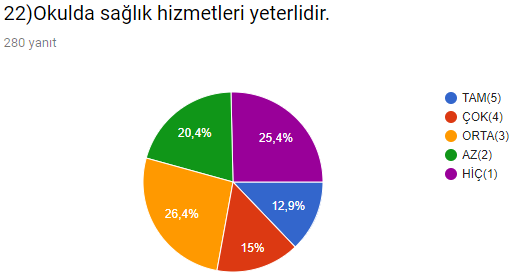 22)Okulda sağlık hizmetleri yeterlidir.
280 yanıt
TAM(5)
ÇOK(4)
ORTA(3)
AZ(2)
HİÇ(1)
20,4%
25,4%
26,4%
12,9%
15%